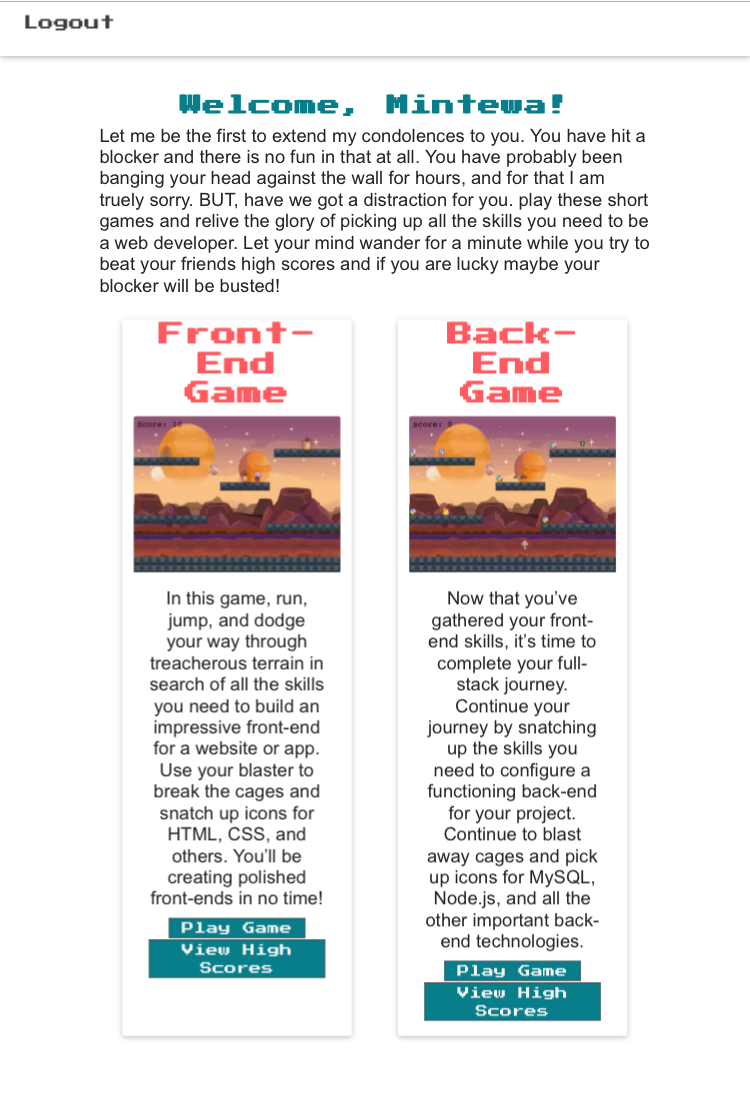 Logout
Welcome, Mintewa!
Let me be the first to extend my condolences to you. You have hit a
blocker and there is no fun in that at all. You have probably been
banging your head against the wall for hours, and for that I am
truely sorry. BUT, have we got a distraction for you. play these short
games and relive the glory of picking up all the skills you need to be
a web developer. Let your mind wander for a minute while you try to
beat your friends high scores and if you are lucky maybe your
blocker will be busted!
Front-
End
Game
Score: 10
In this game, run,
jump, and dodge
your way through
treacherous terrain in
search of all the skills
you need to build an
impressive front-end
for a website or app.
Use your blaster to
break the cages and
snatch up icons for
HTML, CSS, and
others. You’ll be
creating polished
front-ends in no time!
Play Game
View High
Scores
Back-
End
Game
score: 0
Now that you’ve
gathered your front-
end skills, it’s time to
complete your full-
stack journey.
Continue your
journey by snatching
up the skills you
need to configure a
functioning back-end
for your project.
Continue to blast
away cages and pick
up icons for MySQL,
Node.js, and all the
other important back-
end technologies.
Play Game
View High
Scores